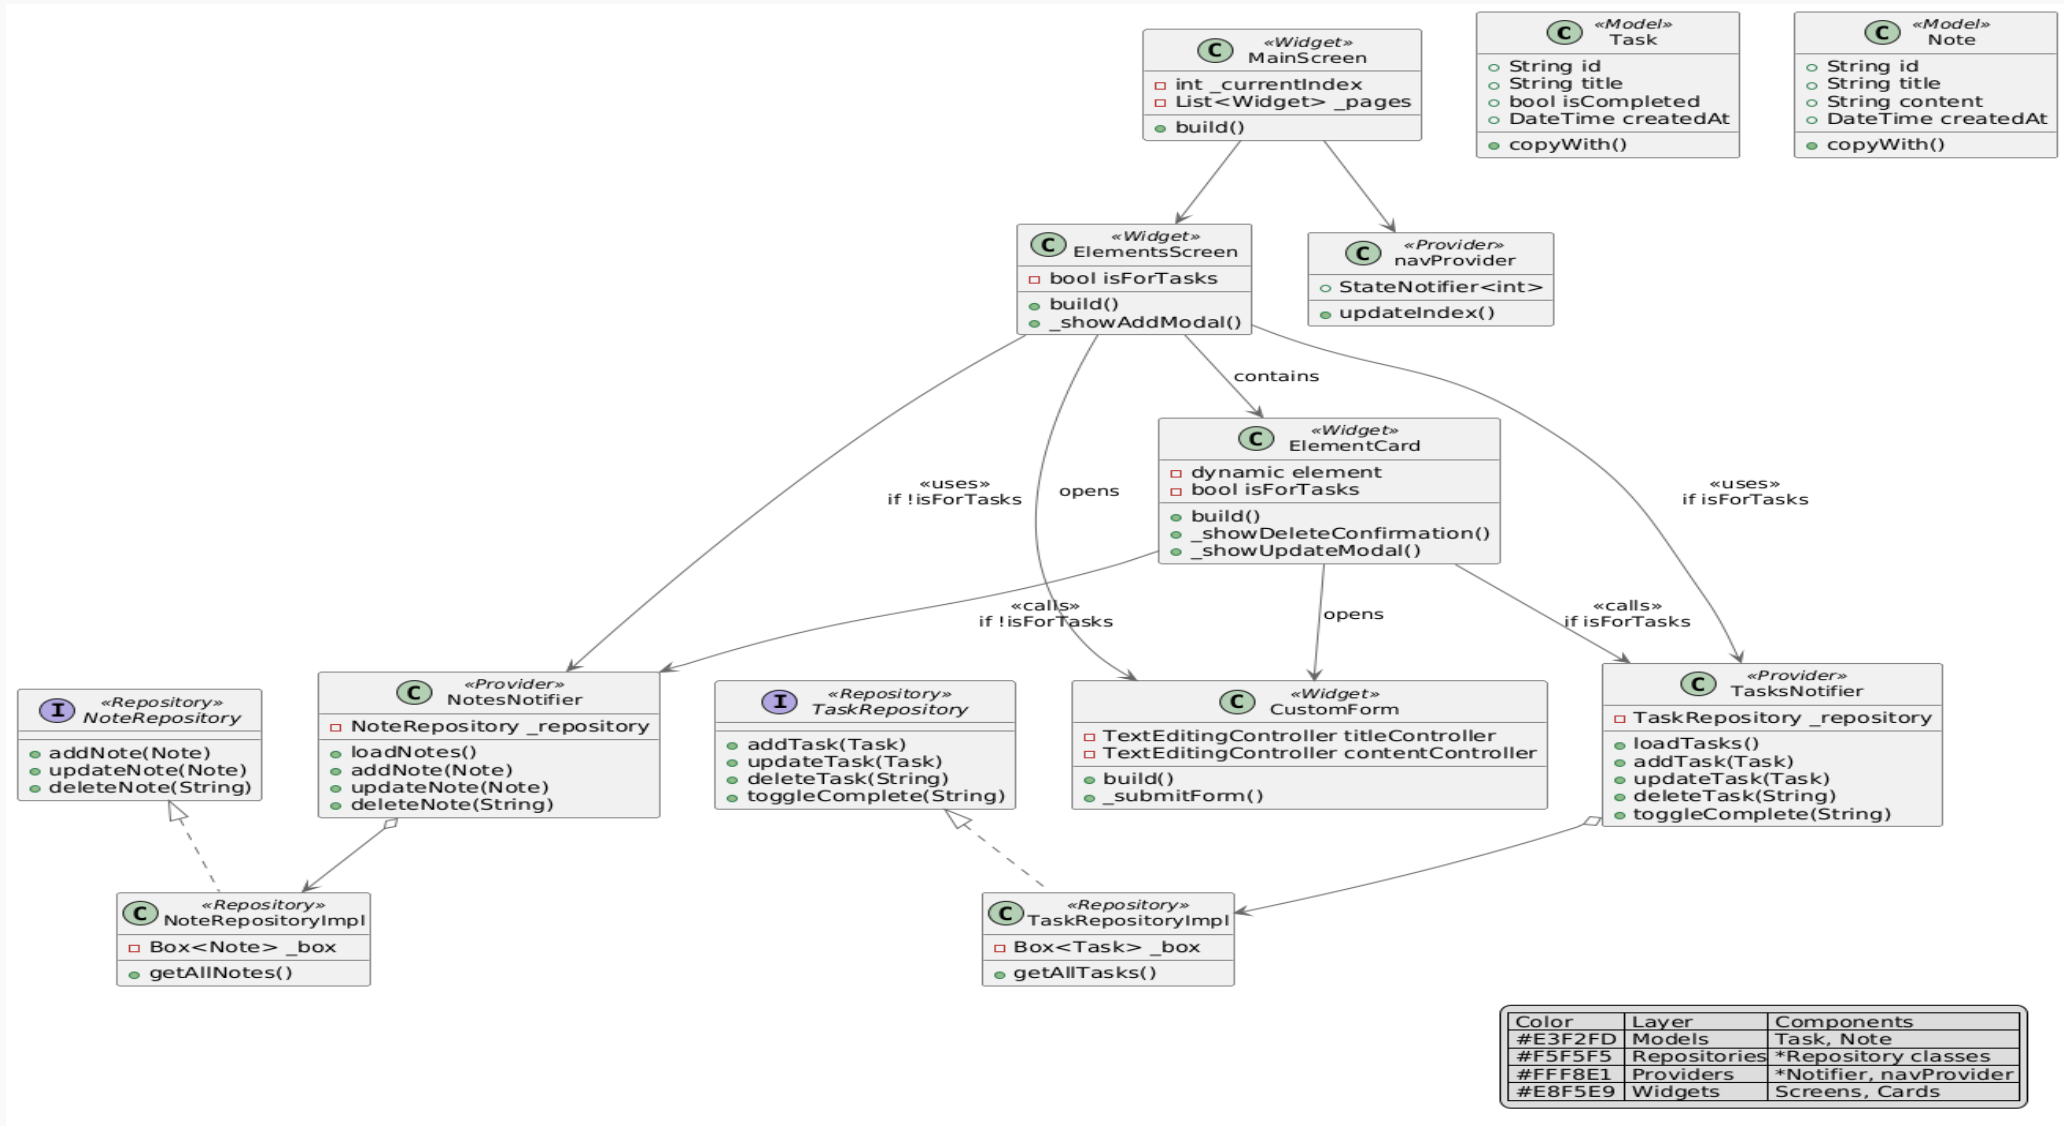 «Widget»
MainScreen
int _currentIndex
List<Widget> _pages
build()
«Model»
Task
String id
String title
bool isCompleted
DateTime createdAt
copyWith()
«Model»
Note
String id
String title
String content
DateTime createdAt
copyWith()
«Widget»
ElementsScreen
bool isForTasks
build()
_showAddModal()
«Provider»
navProvider
StateNotifier<int>
updateIndex()
contains
«Widget»
ElementCard
dynamic element
bool isForTasks
build()
_showDeleteConfirmation()
_showUpdateModal()
«uses»
if !isForTasks
opens
«uses»
if isForTasks
«calls»
if !isForTasks
opens
«calls»
if isForTasks
«Repository»
NoteRepository
addNote(Note)
updateNote(Note)
deleteNote(String)
«Provider»
NotesNotifier
NoteRepository _repository
loadNotes()
addNote(Note)
updateNote(Note)
deleteNote(String)
«Repository»
TaskRepository
addTask(Task)
updateTask(Task)
deleteTask(String)
toggleComplete(String)
«Widget»
CustomForm
TextEditingController titleController
TextEditingController contentController
build()
_submitForm()
«Provider»
TasksNotifier
TaskRepository _repository
loadTasks()
addTask(Task)
updateTask(Task)
deleteTask(String)
toggleComplete(String)
«Repository»
NoteRepositoryImpl
Box<Note> _box
getAllNotes()
«Repository»
TaskRepositoryImpl
Box<Task> _box
getAllTasks()
Color Layer Components
#E3F2FD Models Task, Note
#F5F5F5 Repositories *Repository classes
#FFF8E1 Providers *Notifier, navProvider
#E8F5E9 Widgets Screens, Cards
C
C
C
C
C
C
I
C
I
C
C
C
C